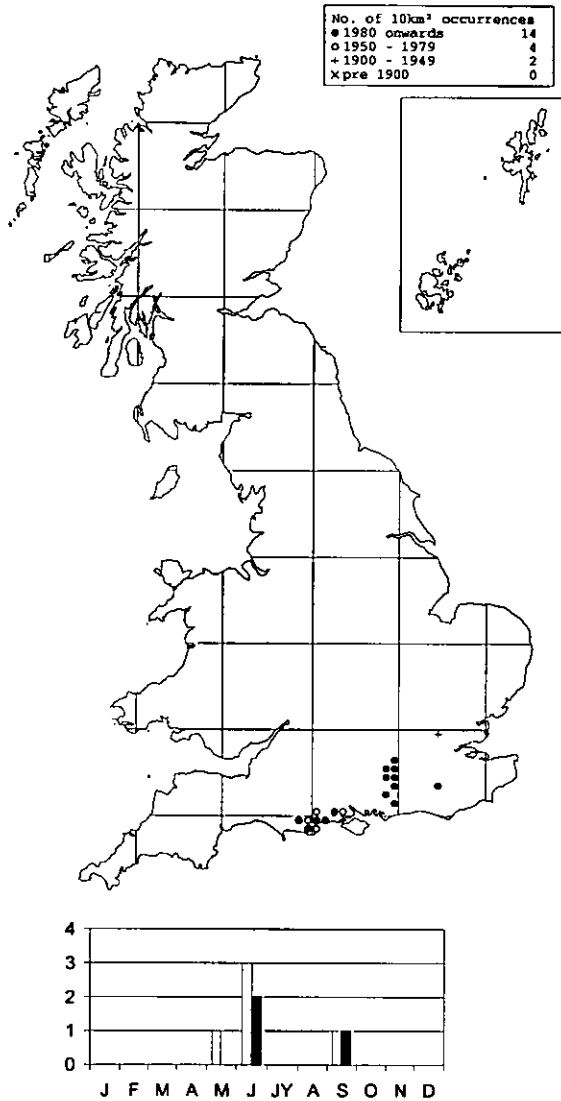 No. of 10km² occurrences
● 1980 onwards 14
○ 1950 - 1979 4
+ 1900 - 1949 2
x pre 1900 0
4
3
2
1
0
J F M A M J JY A S O N D